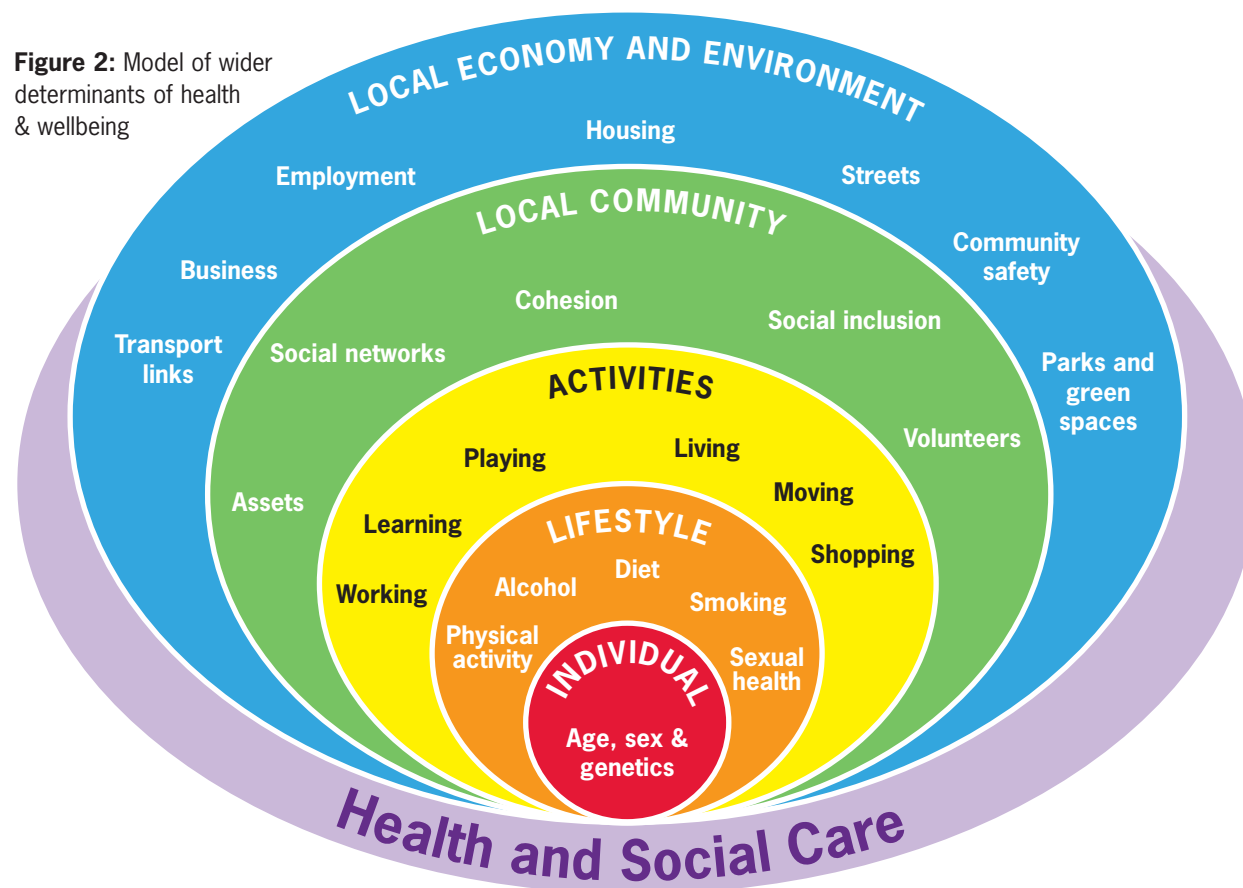 Figure 2: Model of wider
determinants of health
& wellbeing
LOCAL ECONOMY AND ENVIRONMENT
Housing
Employment
Streets
Business
Community
safety
Transport
links
Parks and
green
spaces
LOCAL COMMUNITY
Cohesion
Social inclusion
Social networks
Volunteers
Assets
ACTIVITIES
Living
Playing
Moving
Learning
Shopping
Working
LIFESTYLE
Diet
Alcohol
Smoking
Physical
activity
Sexual
health
INDIVIDUAL
Age, sex &
genetics
Health and Social Care